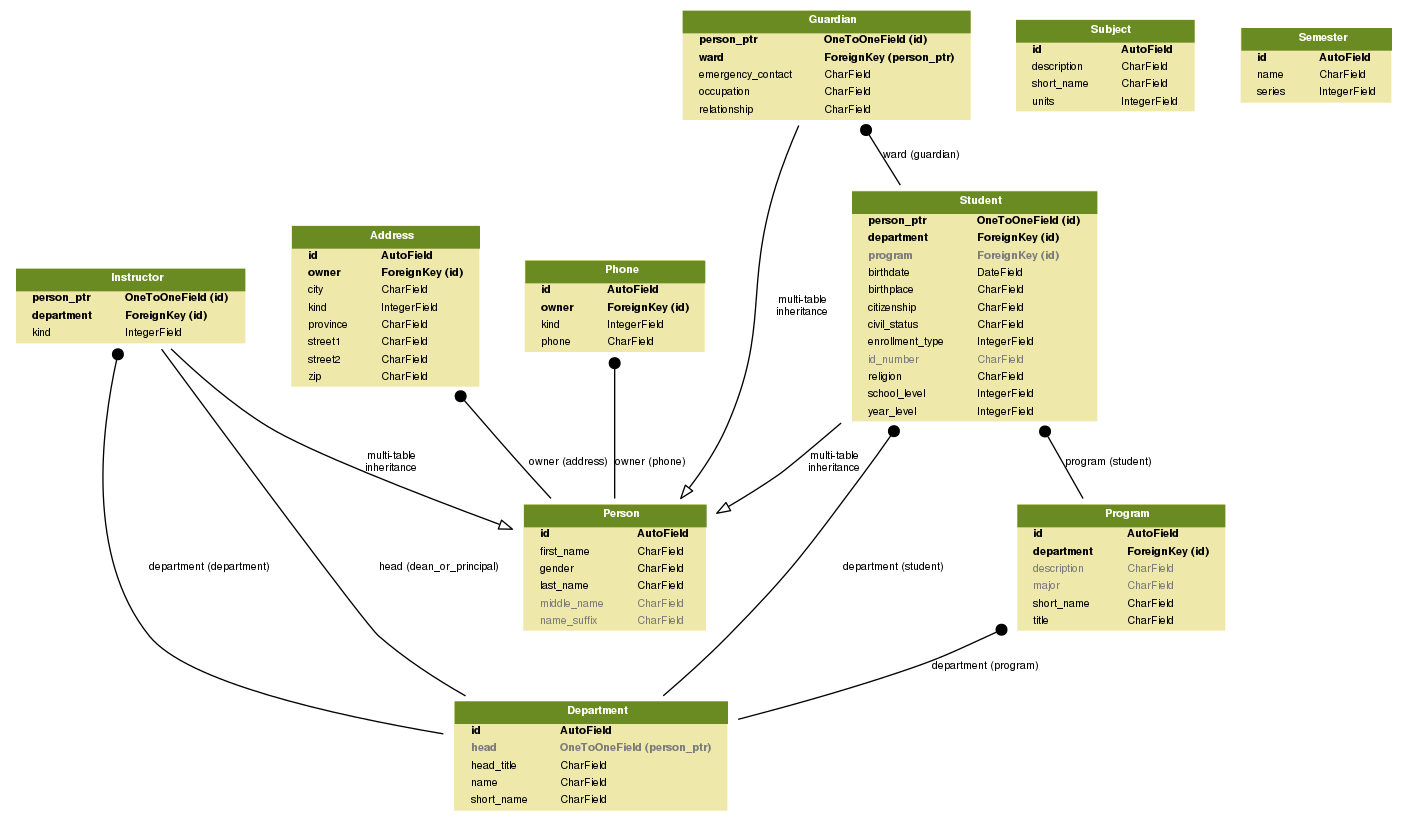 Guardian
person_ptr OneToOneField (id)
ward ForeignKey (person_ptr)
emergency_contact CharField
occupation CharField
relationship CharField
Subject
id AutoField
description CharField
short_name CharField
units IntegerField
Semester
id AutoField
name CharField
series IntegerField
ward (guardian)
Student
person_ptr OneToOneField (id)
department ForeignKey (id)
program ForeignKey (id)
birthdate DateField
birthplace CharField
citizenship CharField
civil_status CharField
enrollment_type IntegerField
id_number CharField
religion CharField
school_level IntegerField
year_level IntegerField
Address
id AutoField
owner ForeignKey (id)
city CharField
kind IntegerField
province CharField
street1 CharField
street2 CharField
zip CharField
Phone
id AutoField
owner ForeignKey (id)
kind IntegerField
phone CharField
Instructor
person_ptr OneToOneField (id)
department ForeignKey (id)
kind IntegerField
multi-table
inheritance
multi-table
inheritance
owner (address)
owner (phone)
multi-table
inheritance
program (student)
Person
id AutoField
first_name CharField
gender CharField
last_name CharField
middle_name CharField
name_suffix CharField
Program
id AutoField
department ForeignKey (id)
description CharField
major CharField
short_name CharField
title CharField
department (department)
head (dean_or_principal)
department (student)
department (program)
Department
id AutoField
head OneToOneField (person_ptr)
head_title CharField
name CharField
short_name CharField